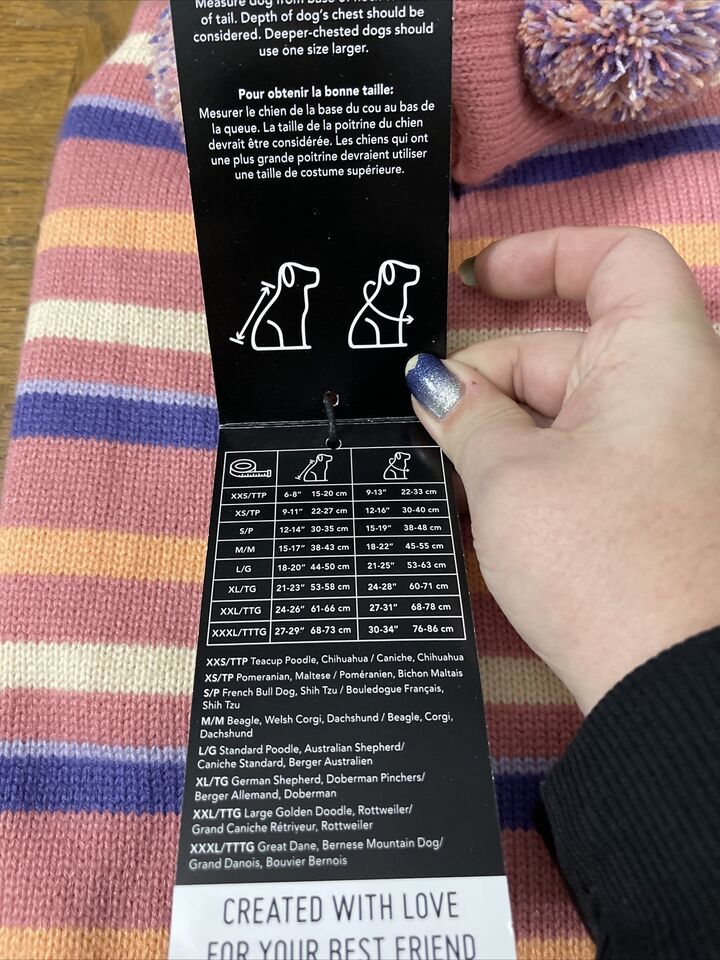 Measure dog from base of neck
of tail. Depth of dog's chest should be
considered. Deeper-chested dogs should
use one size larger.
Pour obtenir la bonne taille:
Mesurer le chien de la base du cou au bas de
la queue. La taille de la poitrine du chien
devrait être considérée. Les chiens qui ont
une plus grande poitrine devraient utiliser
une taille de costume supérieure.
XXS/TTP 6-8" 15-20 cm 9-13" 22-33 cm
XS/TP 9-11" 22-27 cm 12-16" 30-40 cm
S/P 12-14" 30-35 cm 15-19" 38-48 cm
M/M 15-17" 38-43 cm 18-22" 45-55 cm
L/G 18-20" 44-50 cm 21-25" 53-63 cm
XL/TG 21-23" 53-58 cm 24-28" 60-71 cm
XXL/TTG 24-26" 61-66 cm 27-31" 68-78 cm
XXXL/TTTG 27-29" 68-73 cm 30-34" 76-86 cm
XXS/TTP Teacup Poodle, Chihuahua / Caniche, Chihuahua
XS/TP Pomeranian, Maltese / Poméranien, Bichon Maltais
S/P French Bull Dog, Shih Tzu / Bouledogue Français,
Shih Tzu
M/M Beagle, Welsh Corgi, Dachshund / Beagle, Corgi,
Dachshund
L/G Standard Poodle, Australian Shepherd/
Caniche Standard, Berger Australien
XL/TG German Shepherd, Doberman Pinchers/
Berger Allemand, Doberman
XXL/TTG Large Golden Doodle, Rottweiler/
Grand Caniche Rétriyeur, Rottweiler
XXXL/TTTG Great Dane, Bernese Mountain Dog/
Grand Danois, Bouvier Bernois
CREATED WITH LOVE
FOR YOUR BEST FRIEND